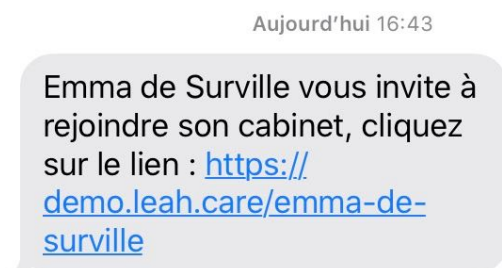 Aujourd'hui 16:43
Emma de Surville vous invite à
rejoindre son cabinet, cliquez
sur le lien : https://
demo.leah.care/emma-de-
surville